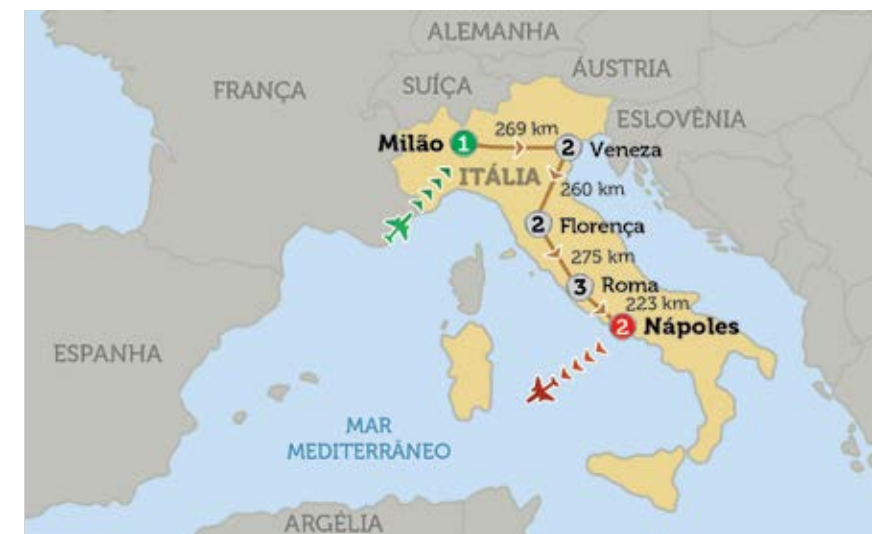 ALEMANHA
ÁUSTRIA
SUÍÇA
FRANÇA
ESLOVÊNIA
269 km
Milão 1
2 Veneza
ITÁLIA
260 km
2 Florença
275 km
3 Roma
223 km
2 Nápoles
ESPANHA
MAR
MEDITERRÂNEO
ARGÉLIA